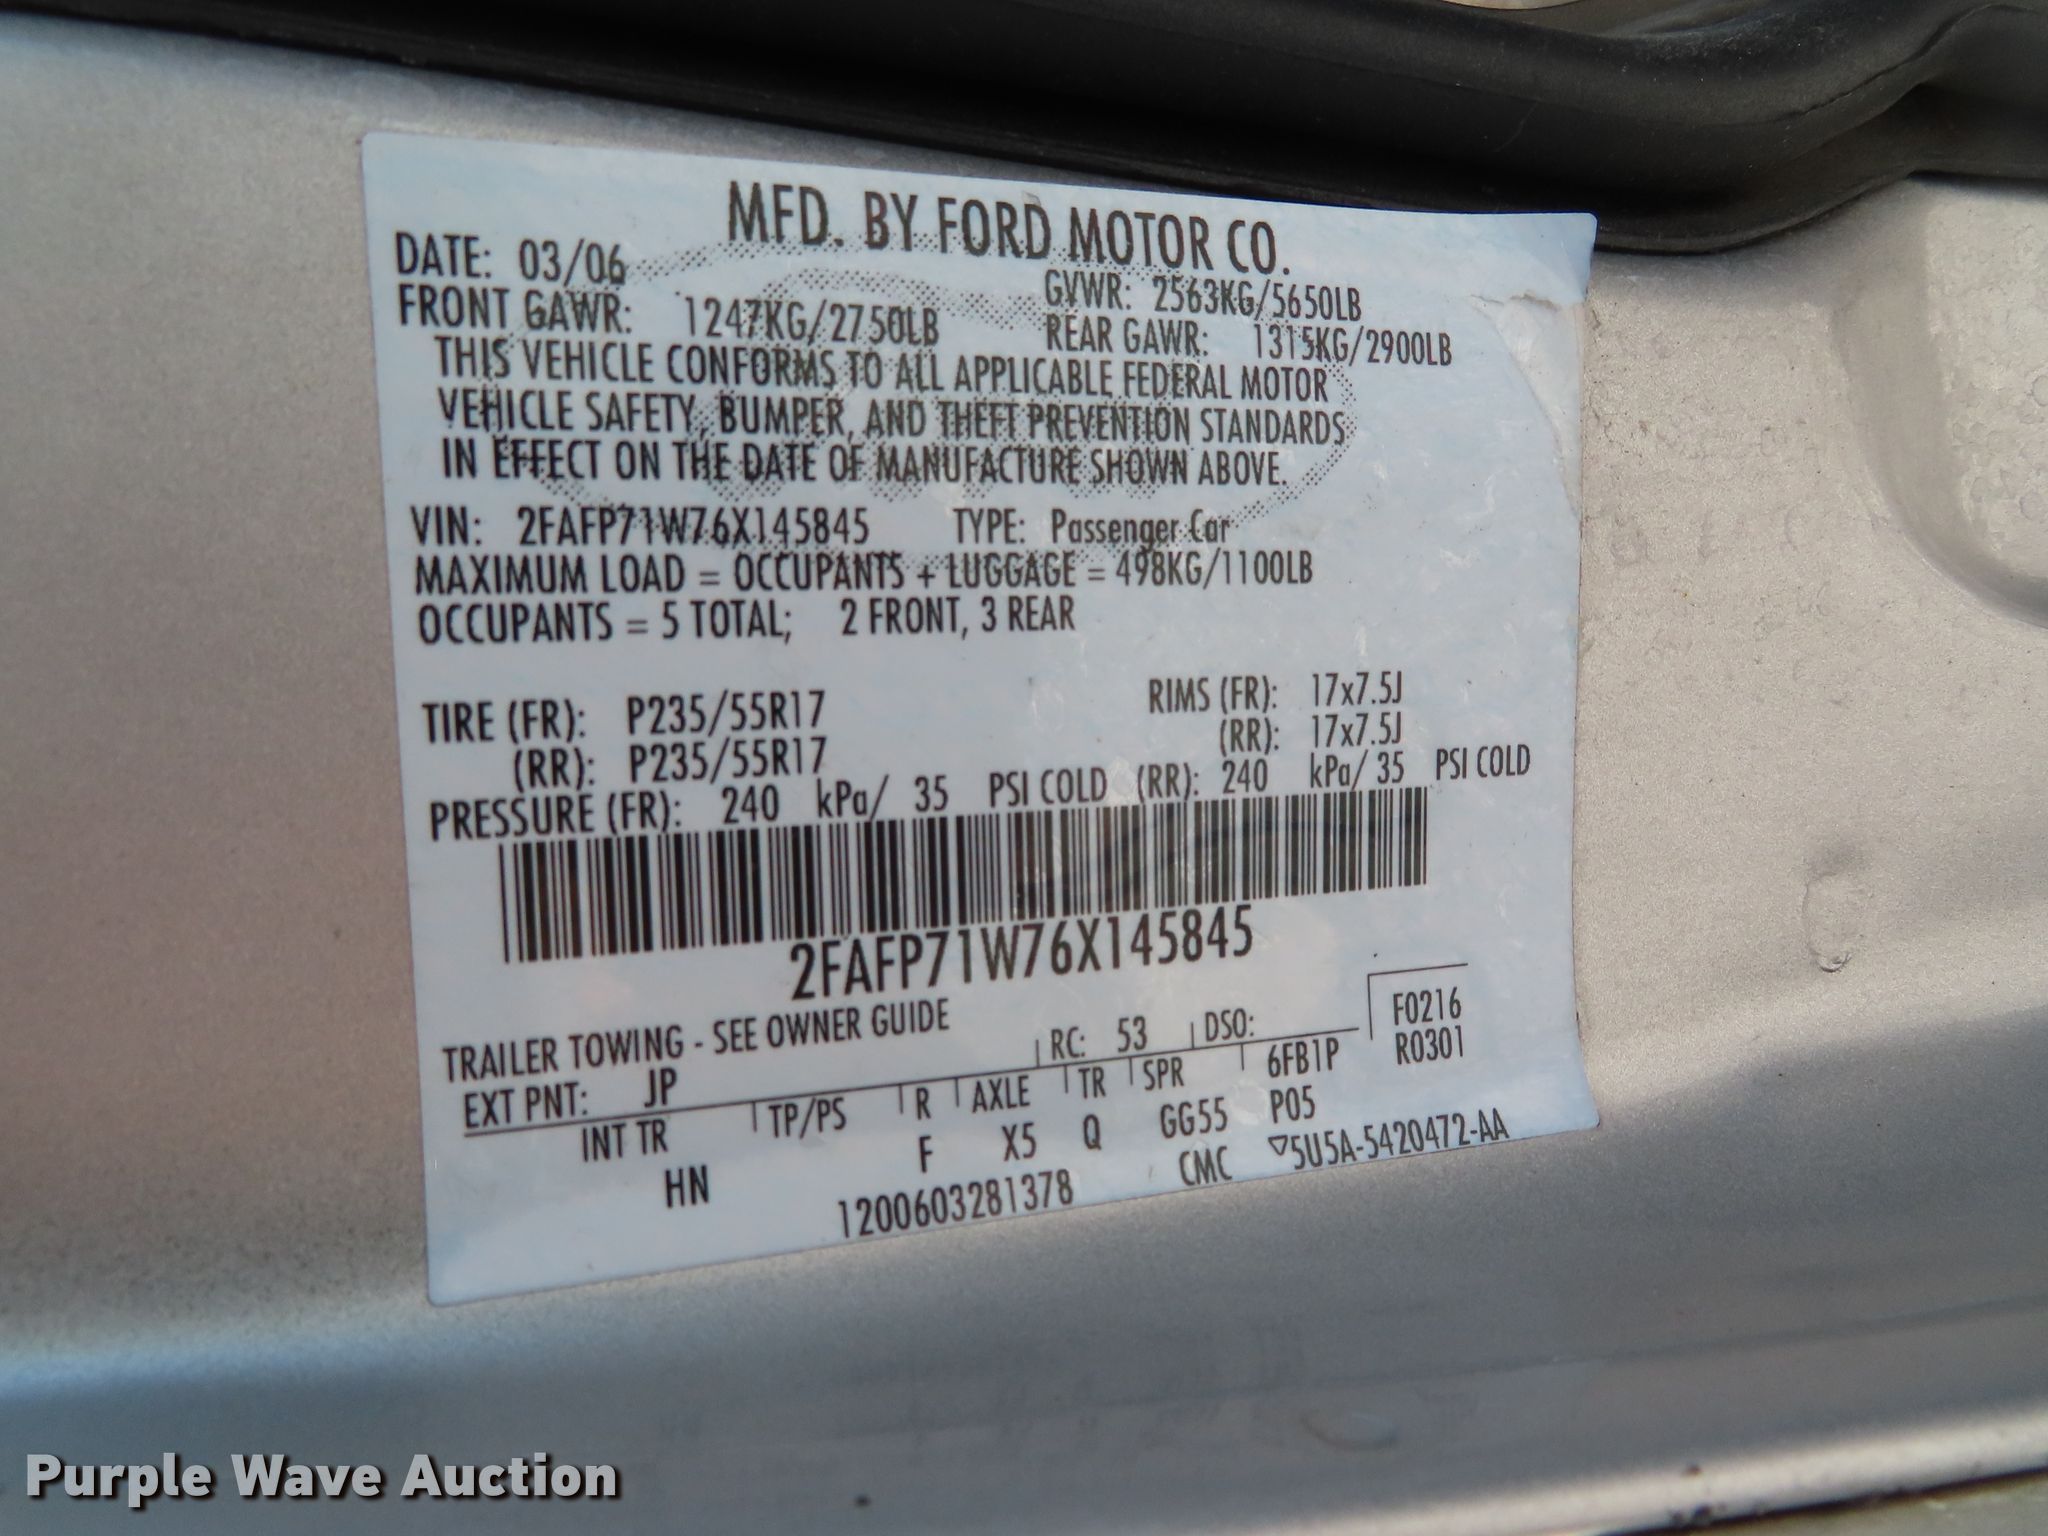 MFD. BY FORD MOTOR CO.
DATE: 03/06 GVWR: 2563KG/5650LB
FRONT GAWR: 1247KG/2750LB REAR GAWR: 1315KG/2900LB
THIS VEHICLE CONFORMS TO ALL APPLICABLE FEDERAL MOTOR
VEHICLE SAFETY, BUMPER, AND THEFT PREVENTION STANDARDS
IN EFFECT ON THE DATE OF MANUFACTURE SHOWN ABOVE.
VIN: 2FAFP71W76X145845 TYPE: Passenger Car
MAXIMUM LOAD = OCCUPANTS + LUGGAGE = 498KG/1100LB
OCCUPANTS = 5 TOTAL; 2 FRONT, 3 REAR
TIRE (FR): P235/55R17 RIMS (FR): 17x7.5J
(RR): P235/55R17 (RR): 17x7.5J
PRESSURE (FR): 240 kPa/ 35 PSI COLD (RR): 240 kPa/ 35 PSI COLD
2FAFP71W76X145845
TRAILER TOWING - SEE OWNER GUIDE
EXT PNT: JP RC: 53 DSO: F0216
R0301
INT TR TP/PS R AXLE TR SPR 6FB1P
HN F X5 Q GG55 P05
1200603281378 CMC ▽5U5A-5420472-AA
Purple Wave Auction